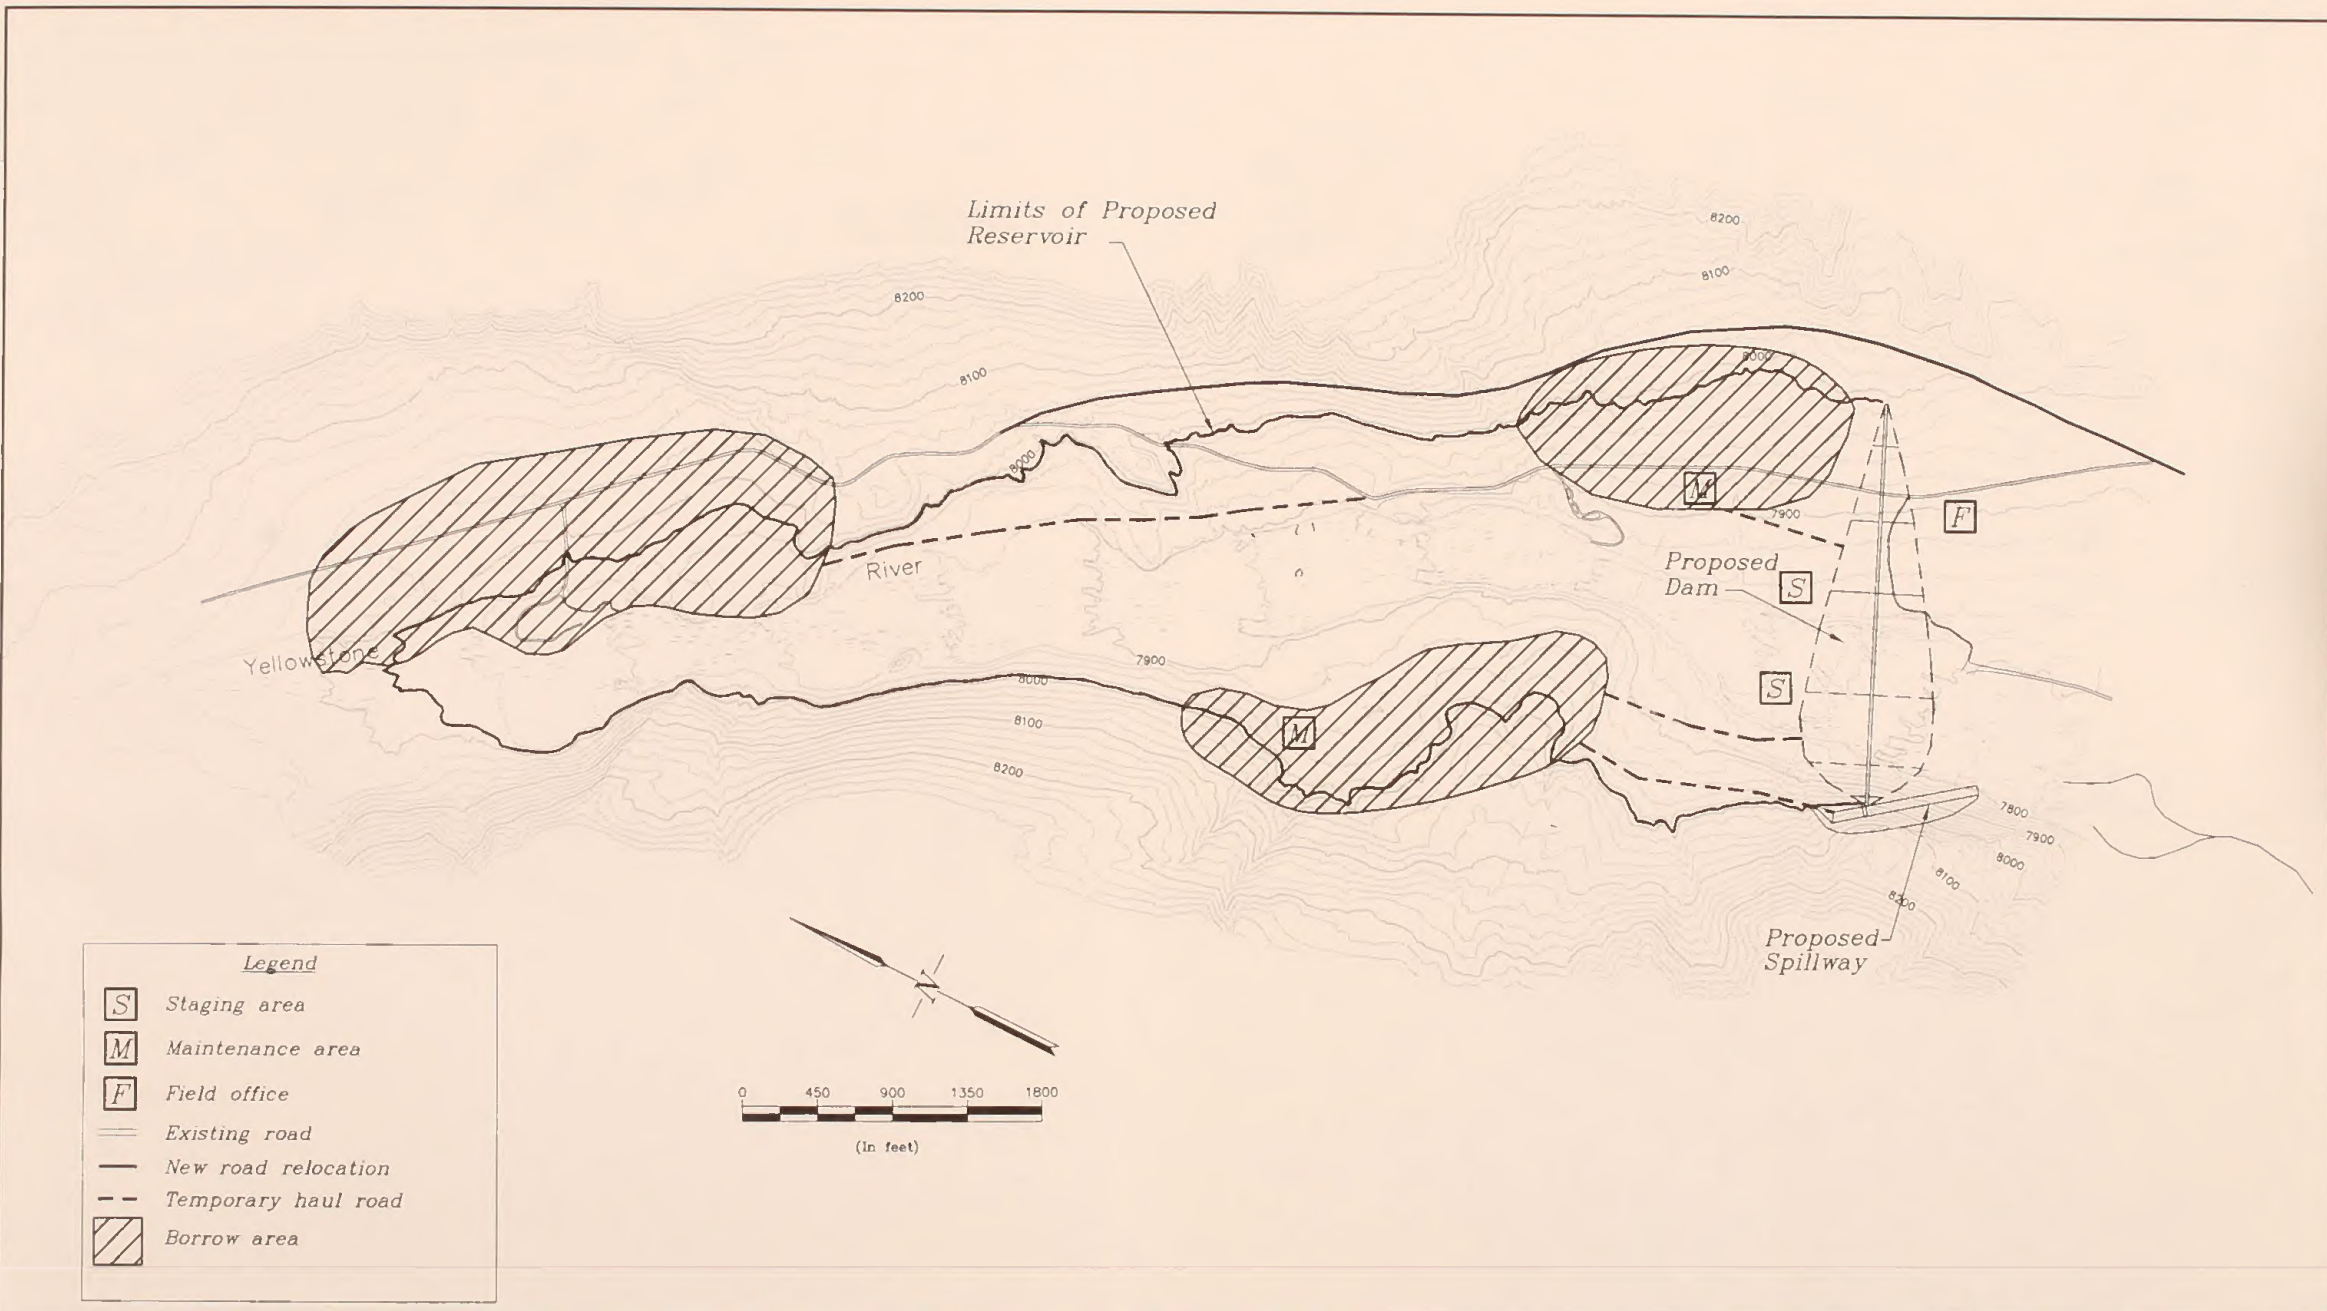 8200
8100
Limits of Proposed
Reservoir
8200
8100
8000
8000
M
7900
F
River
Proposed
Dam
S
Yellowstone
7900
8000
S
8100
M
8200
7800
7900
8000
8100
8200
Proposed
Spillway
N
0 450 900 1350 1800
(In feet)
Legend
S Staging area
M Maintenance area
F Field office
Existing road
New road relocation
Temporary haul road
Borrow area